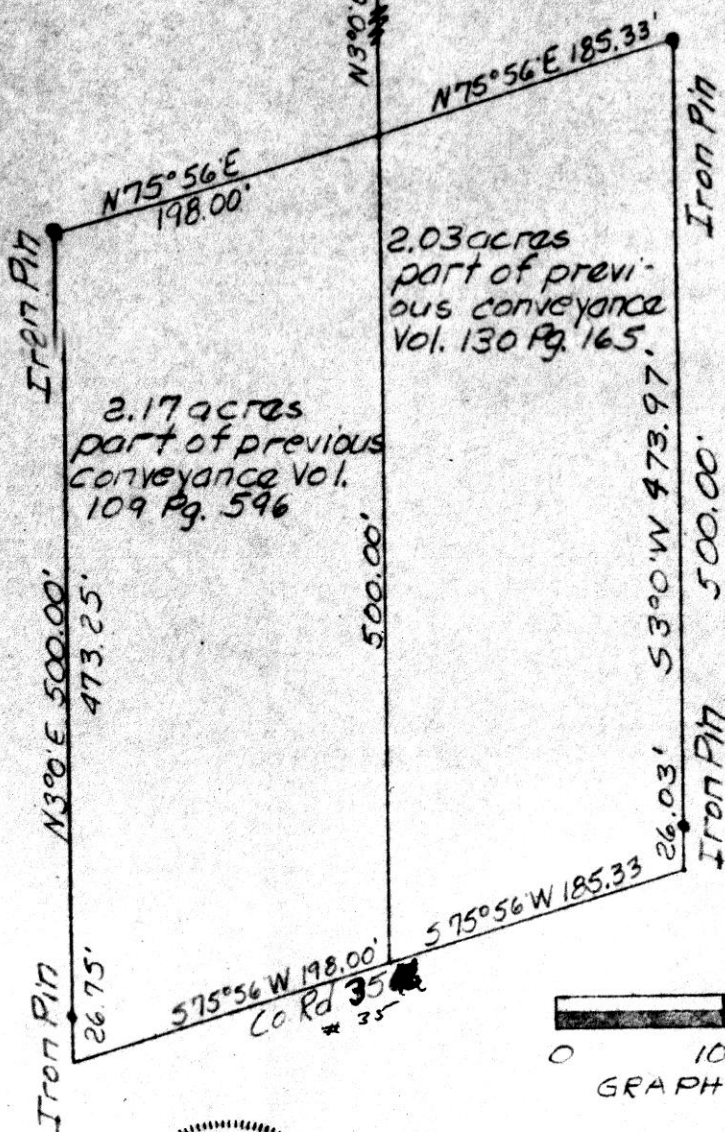 N3°0'
N75°56'E 185.33'
N75°56'E
198.00'
Iron Pin
Iron Pin
2.03 acres
part of previ-
ous conveyance
Vol. 130 Pg. 165
2.17 acres
part of previous
conveyance Vol.
109 Pg. 596
N3°0'E 500.00'
473.25'
500.00'
S3°0'W 473.97'
500.00'
Iron Pin
26.03'
S 75°56'W 185.33
Iron Pin
26.75'
S75°56'W 198.00'
Co. Rd 35
# 35
0 10
GRAPH